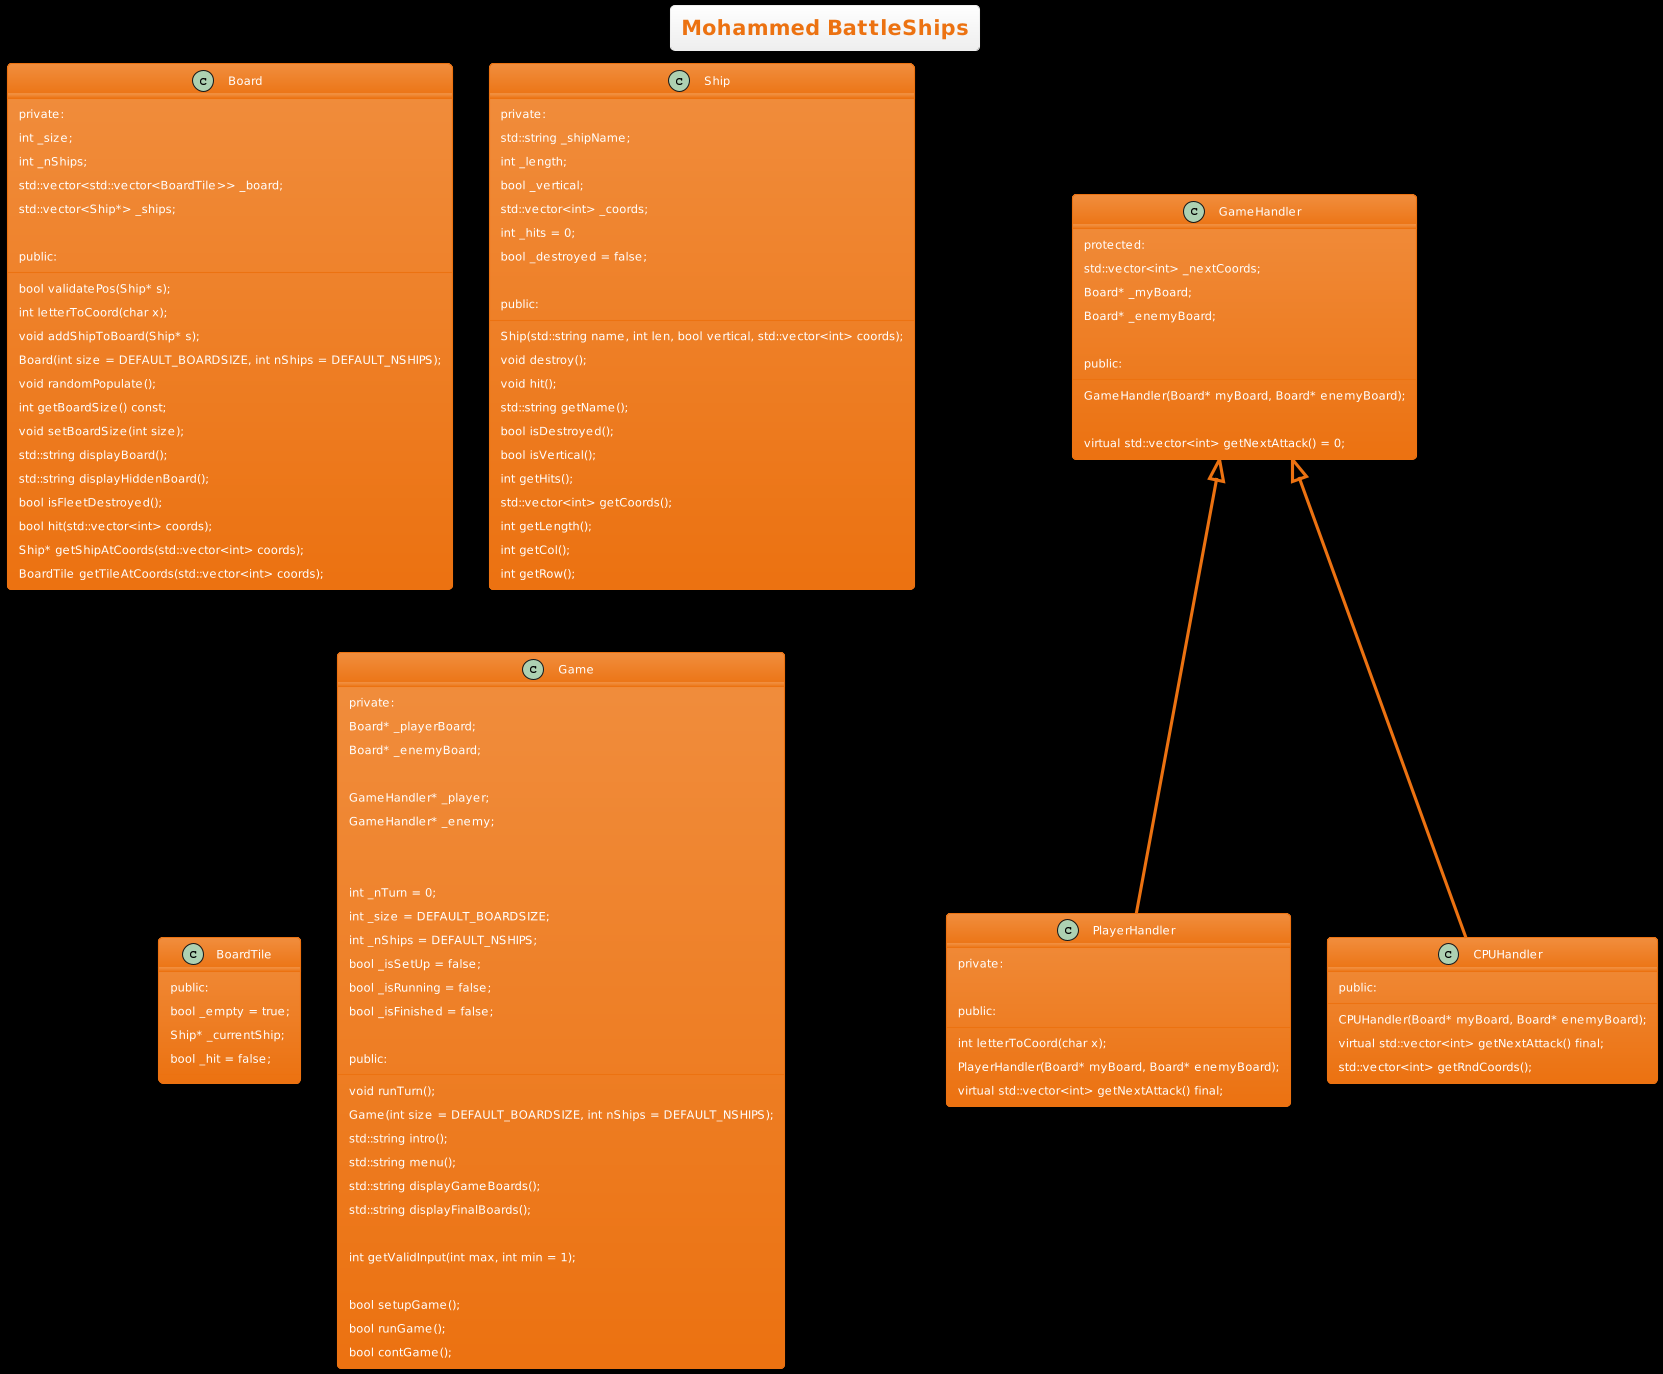 Mohammed BattleShips
C Board
private:
int _size;
int _nShips;
std::vector<std::vector<BoardTile>> _board;
std::vector<Ship*> _ships;
public:
bool validatePos(Ship* s);
int letterToCoord(char x);
void addShipToBoard(Ship* s);
Board(int size = DEFAULT_BOARDSIZE, int nShips = DEFAULT_NSHIPS);
void randomPopulate();
int getBoardSize() const;
void setBoardSize(int size);
std::string displayBoard();
std::string displayHiddenBoard();
bool isFleetDestroyed();
bool hit(std::vector<int> coords);
Ship* getShipAtCoords(std::vector<int> coords);
BoardTile getTileAtCoords(std::vector<int> coords);
C Ship
private:
std::string _shipName;
int _length;
bool _vertical;
std::vector<int> _coords;
int _hits = 0;
bool _destroyed = false;
public:
Ship(std::string name, int len, bool vertical, std::vector<int> coords);
void destroy();
void hit();
std::string getName();
bool isDestroyed();
bool isVertical();
int getHits();
std::vector<int> getCoords();
int getLength();
int getCol();
int getRow();
C GameHandler
protected:
std::vector<int> _nextCoords;
Board* _myBoard;
Board* _enemyBoard;
public:
GameHandler(Board* myBoard, Board* enemyBoard);
virtual std::vector<int> getNextAttack() = 0;
C BoardTile
public:
bool _empty = true;
Ship* _currentShip;
bool _hit = false;
C Game
private:
Board* _playerBoard;
Board* _enemyBoard;
GameHandler* _player;
GameHandler* _enemy;
int _nTurn = 0;
int _size = DEFAULT_BOARDSIZE;
int _nShips = DEFAULT_NSHIPS;
bool _isSetUp = false;
bool _isRunning = false;
bool _isFinished = false;
public:
void runTurn();
Game(int size = DEFAULT_BOARDSIZE, int nShips = DEFAULT_NSHIPS);
std::string intro();
std::string menu();
std::string displayGameBoards();
std::string displayFinalBoards();
int getValidInput(int max, int min = 1);
bool setupGame();
bool runGame();
bool contGame();
C PlayerHandler
private:
public:
int letterToCoord(char x);
PlayerHandler(Board* myBoard, Board* enemyBoard);
virtual std::vector<int> getNextAttack() final;
C CPUHandler
public:
CPUHandler(Board* myBoard, Board* enemyBoard);
virtual std::vector<int> getNextAttack() final;
std::vector<int> getRndCoords();